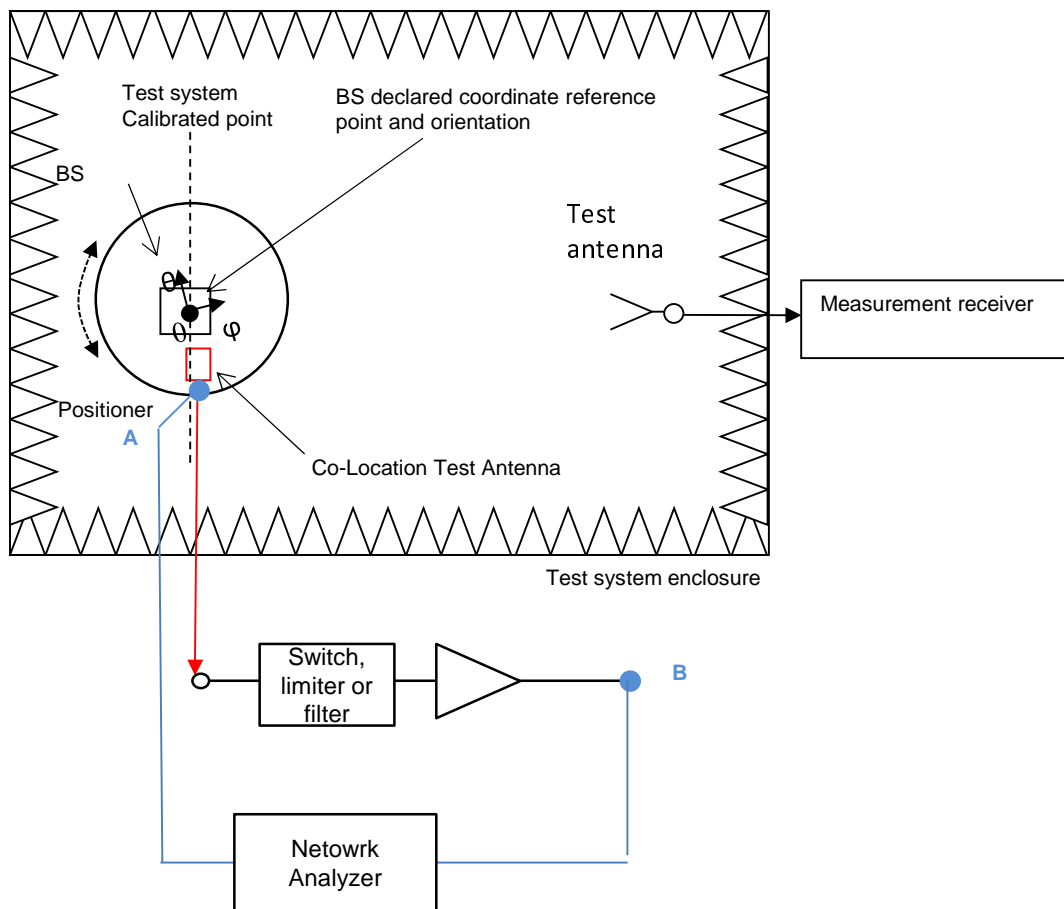 Test system
Calibrated point
BS declared coordinate reference
point and orientation
BS
Test
antenna
Measurement receiver
θ
0
φ
Positioner
A
Co-Location Test Antenna
Test system enclosure
Switch,
limiter or
filter
B
Netowrk
Analyzer